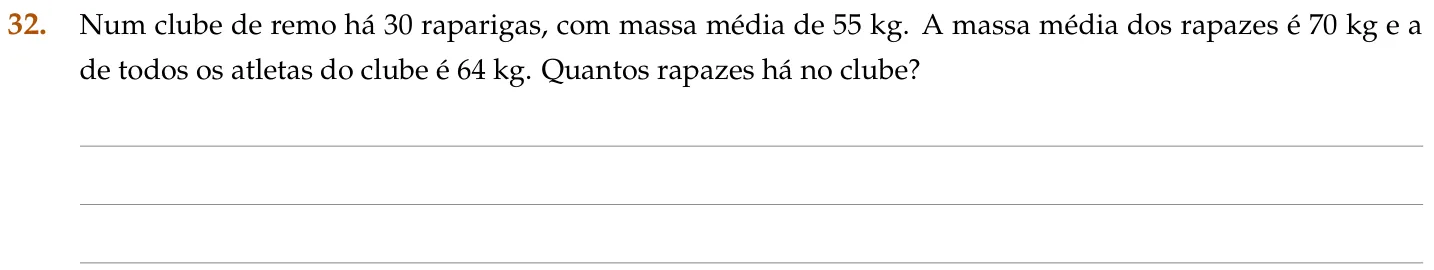 32. Num clube de remo há 30 raparigas, com massa média de 55 kg. A massa média dos rapazes é 70 kg e a
de todos os atletas do clube é 64 kg. Quantos rapazes há no clube?